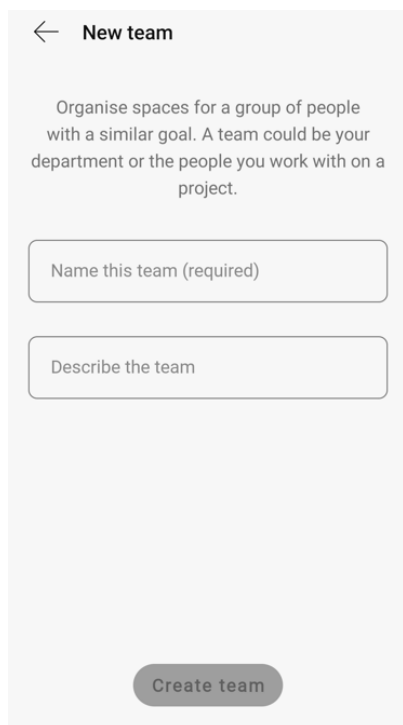 New team
Organise spaces for a group of people
with a similar goal. A team could be your
department or the people you work with on a
project.
Name this team (required)
Describe the team
Create team